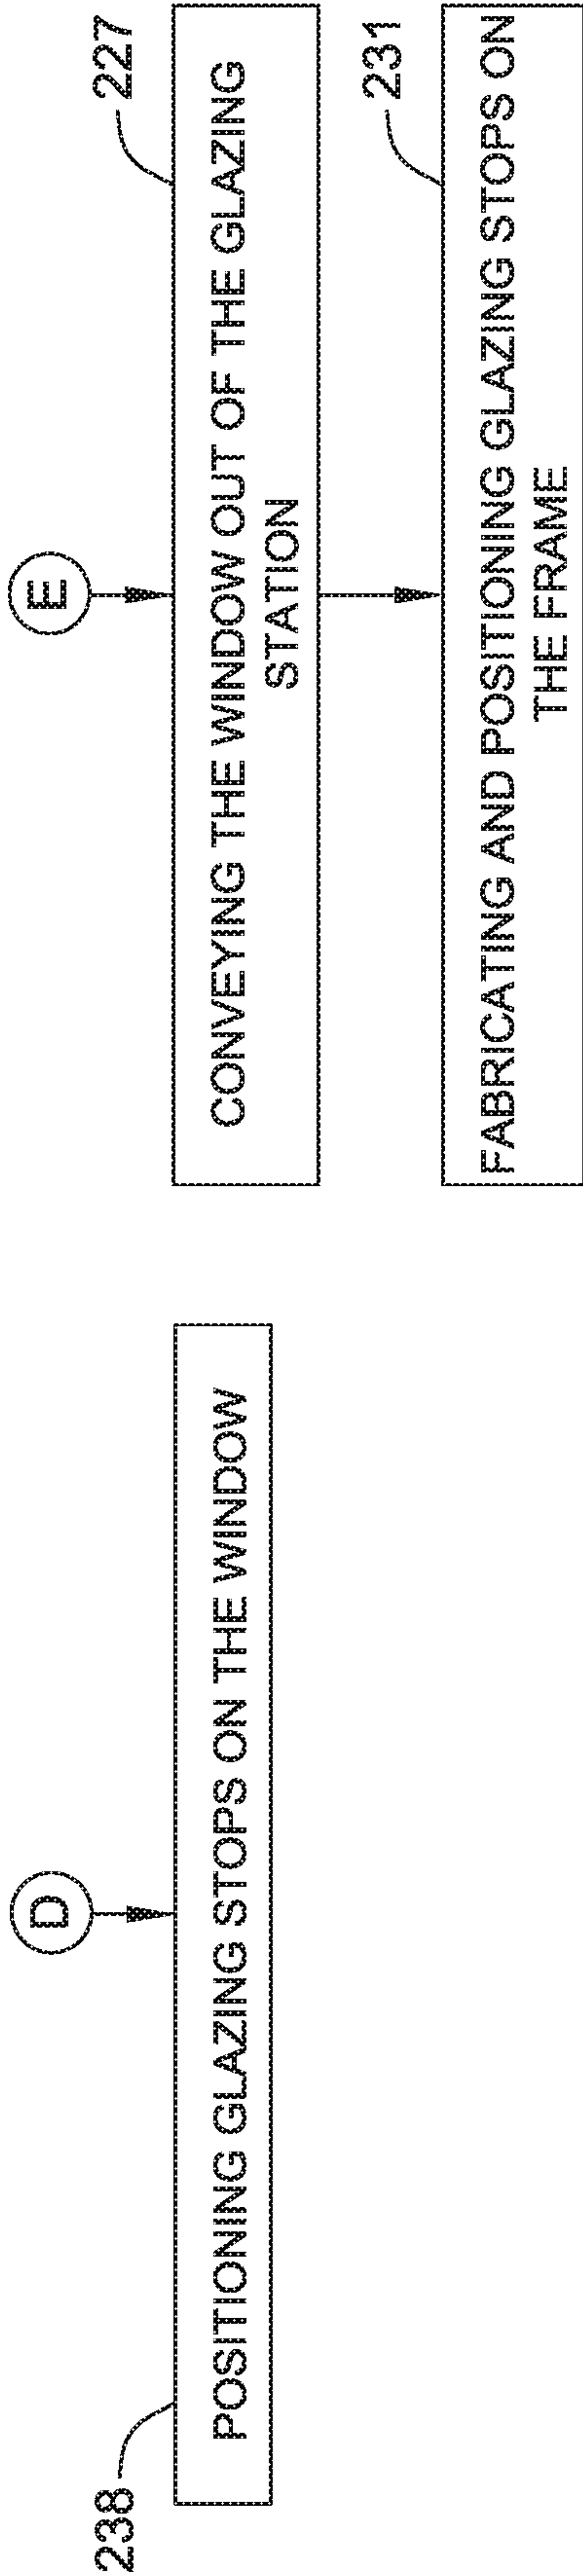 D
238
POSITIONING GLAZING STOPS ON THE WINDOW
E
227
CONVEYING THE WINDOW OUT OF THE GLAZING
STATION
231
FABRICATING AND POSITIONING GLAZING STOPS ON
THE FRAME